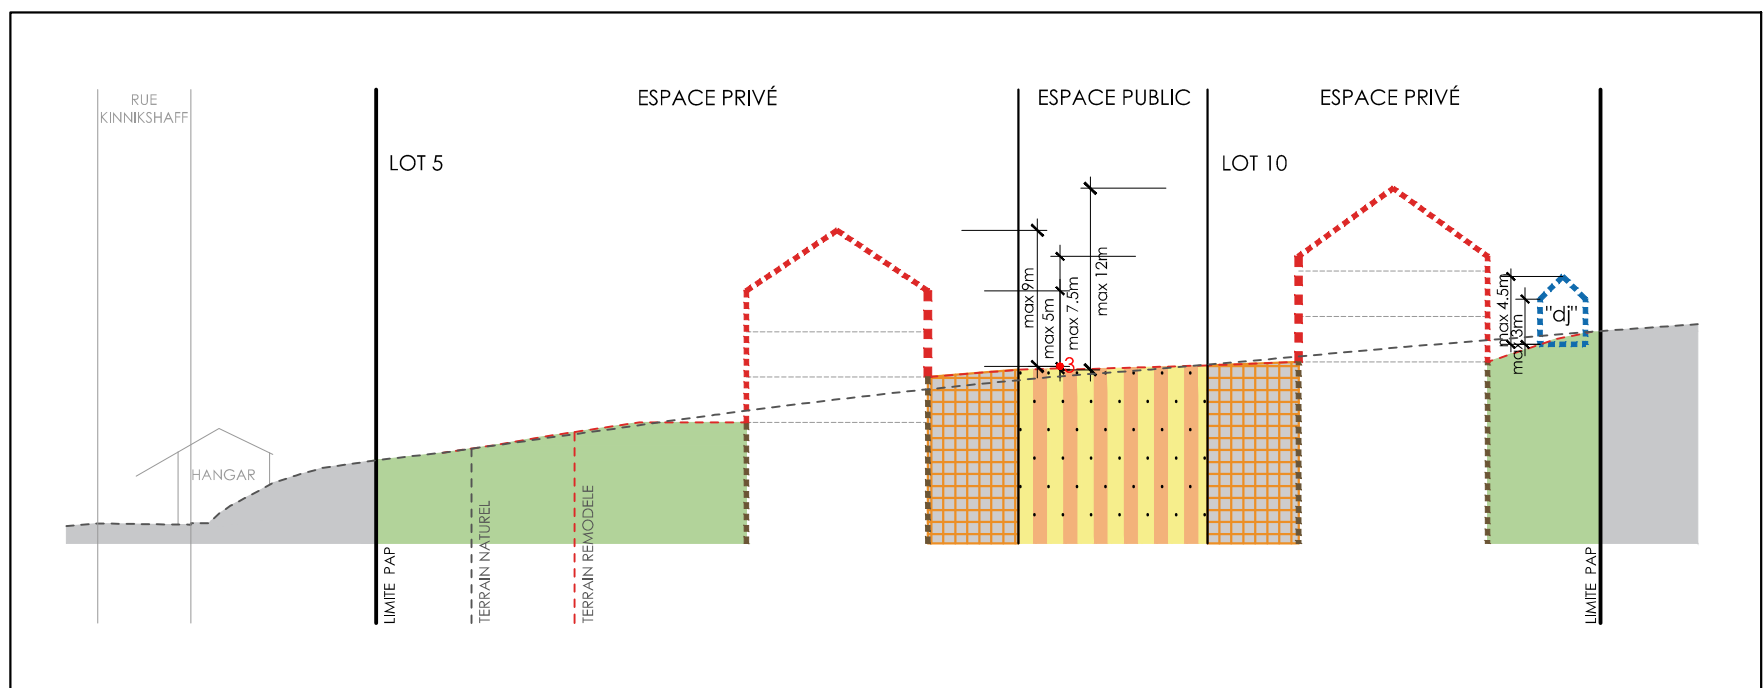 RUE
KINNIKSHAFF
ESPACE PRIVÉ
ESPACE PUBLIC
ESPACE PRIVÉ
LOT 5
LOT 10
max 9m
max 5m
max 7.5m
max 12m
3
max 4.5m
max 3m
"dj"
HANGAR
LIMITE PAP
TERRAIN NATUREL
TERRAIN REMODELE
LIMITE PAP